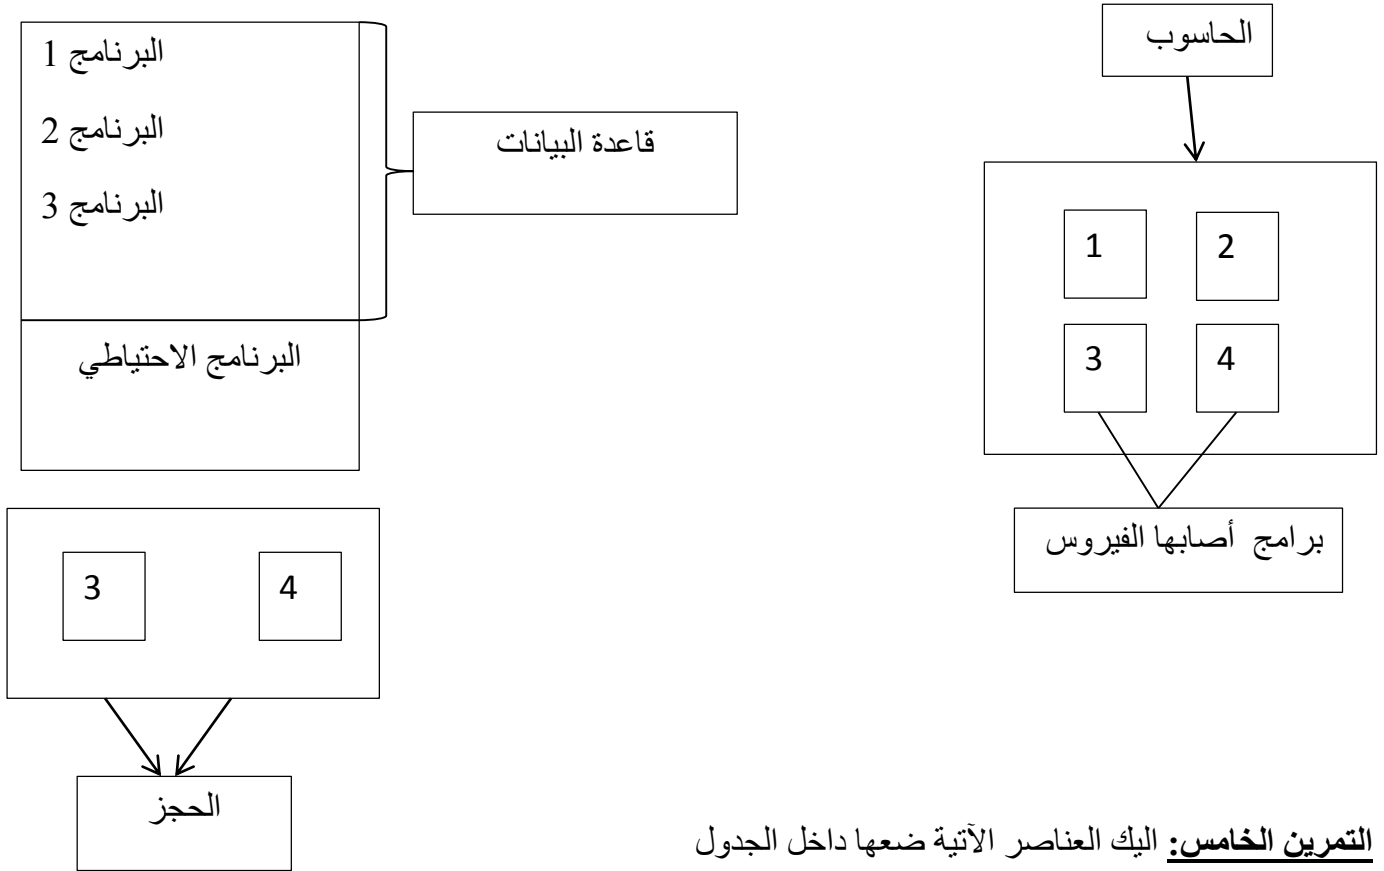 الحاسوب
1 2
3 4
برامج أصابها الفيروس
البرنامج 1
البرنامج 2
البرنامج 3
قاعدة البيانات
البرنامج الاحتياطي
3 4
الحجز
التمرين الخامس: اليك العناصر الآتية ضعها داخل الجدول